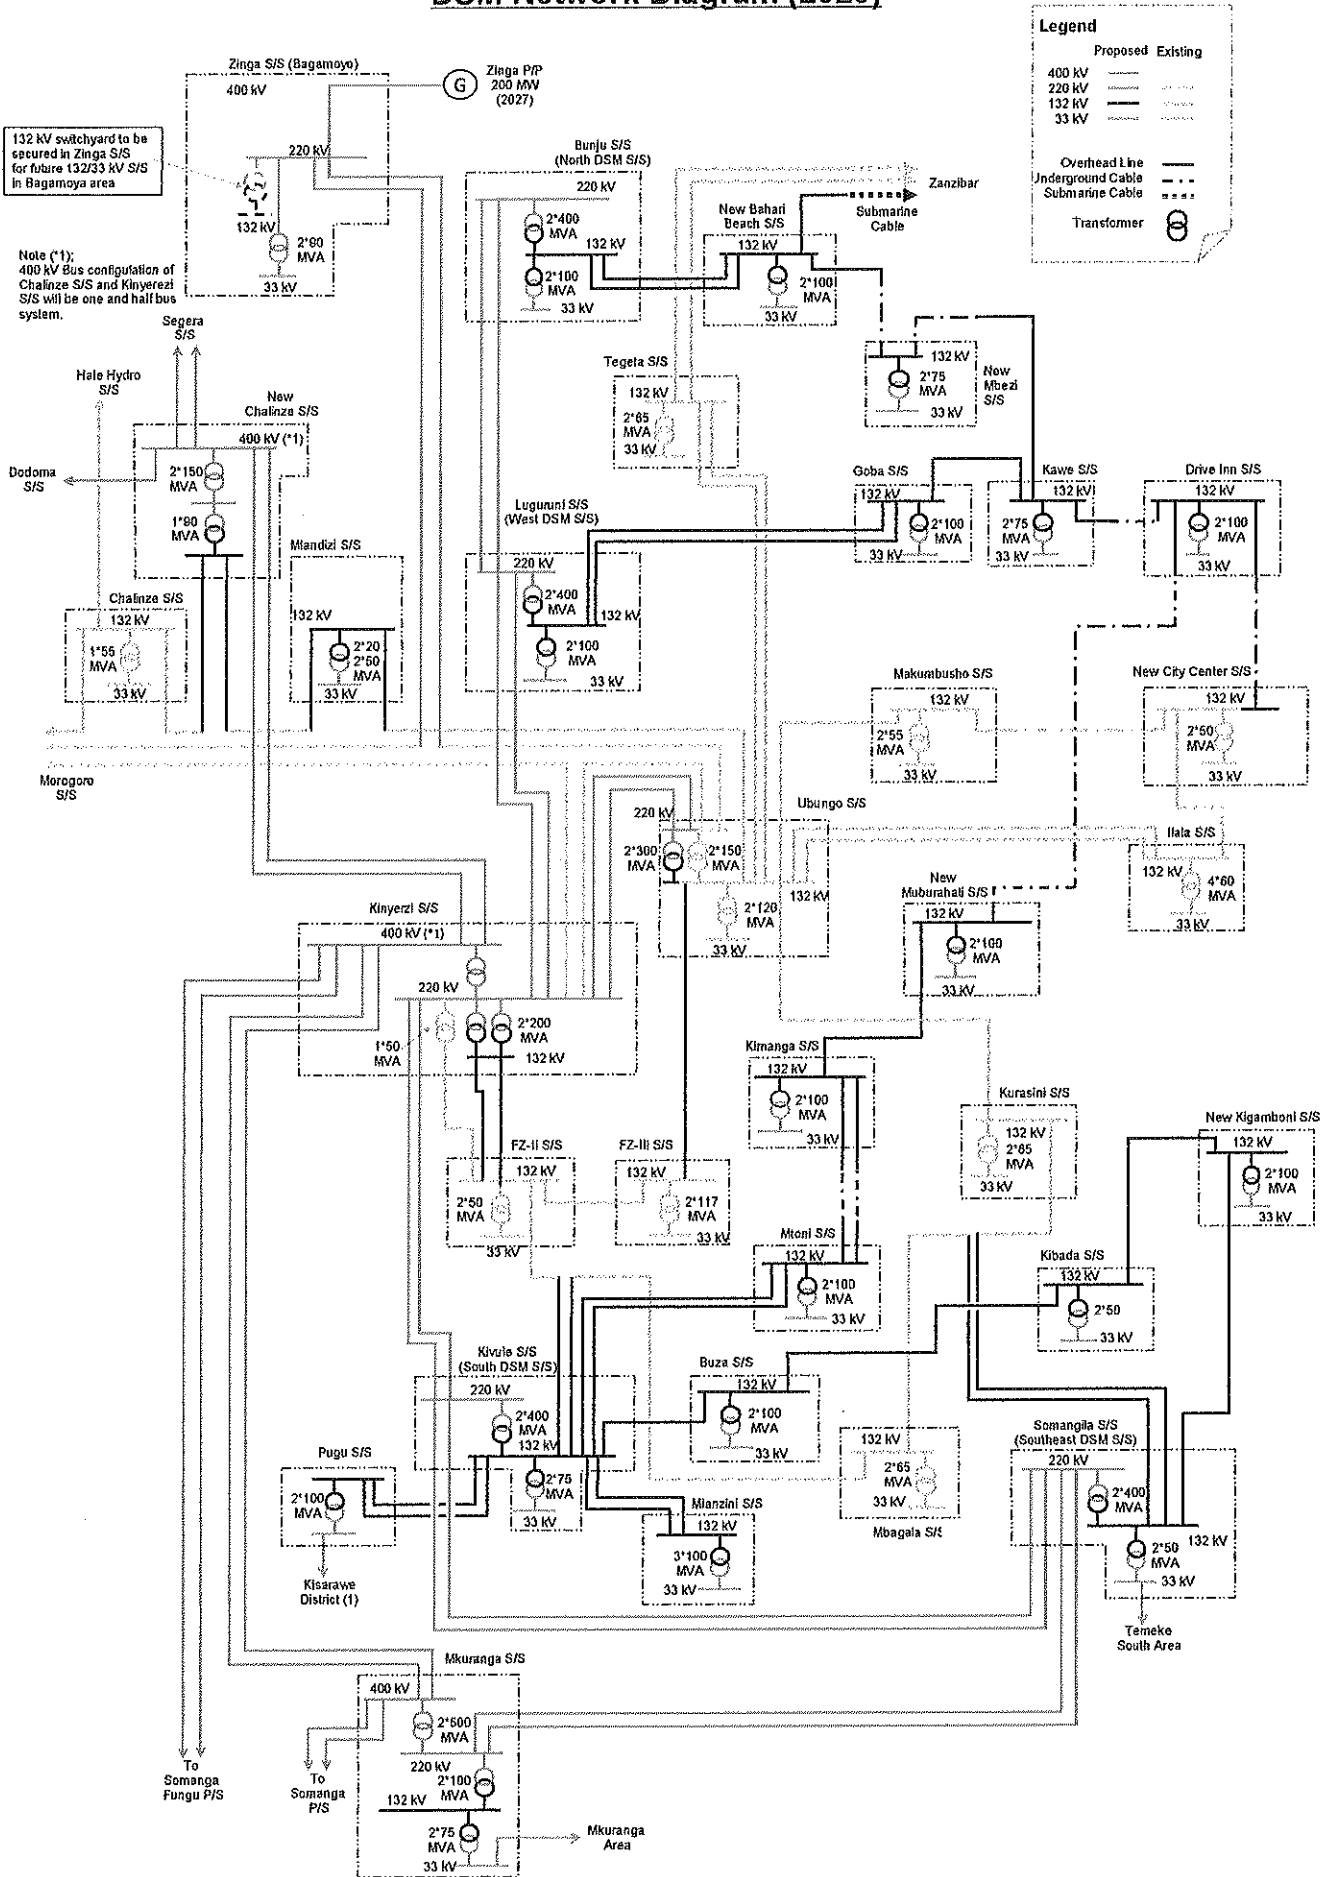 DSM Network Diagram
Legend
Proposed Existing
400 kV
220 kV
132 kV
33 kV
Overhead Line
Underground Cable
Submarine Cable
Transformer
Zinga S/S (Bagamoyo)
400 kV
G
Zinga P/P
200 MW
(2027)
132 kV switchyard to be
secured in Zinga S/S
for future 132/33 kV S/S
in Bagamoya area
220 kV
132 kV
2*90
MVA
33 kV
Note (*1);
400 kV Bus configulation of
Chalinze S/S and Kinyerezi
S/S will be one and half bus
system.
Bunju S/S
(North DSM S/S)
220 kV
2*400
MVA
132 kV
2*100
MVA
33 kV
Zanzibar
Submarine
Cable
New Bahari
Beach S/S
132 kV
2*100
MVA
33 kV
132 kV
2*75
MVA
33 kV
New
Mbezi
S/S
Tegeta S/S
132 kV
2*65
MVA
33 kV
Segera
S/S
Hale Hydro
S/S
New
Chalinze S/S
400 kV (*1)
2*150
MVA
1*90
MVA
Dodoma
S/S
Chalinze S/S
132 kV
1*55
MVA
33 kV
Mlandizi S/S
132 kV
2*20
2*50
MVA
33 kV
Morogoro
S/S
Luguruni S/S
(West DSM S/S)
220 kV
2*400
MVA
132 kV
2*100
MVA
33 kV
Goba S/S
132 kV
2*100
MVA
33 kV
Kawe S/S
132 kV
2*75
MVA
33 kV
Drive Inn S/S
132 kV
2*100
MVA
33 kV
Makumbusho S/S
132 kV
2*55
MVA
33 kV
New City Center S/S
132 kV
2*50
MVA
33 kV
Ubungo S/S
220 kV
2*300
MVA
2*150
MVA
132 kV
2*120
MVA
33 kV
Ilala S/S
132 kV
4*60
MVA
33 kV
New
Muburahati S/S
132 kV
2*100
MVA
33 kV
Kinyerzi S/S
400 kV (*1)
220 kV
1*50
MVA
2*200
MVA
132 kV
Kimanga S/S
132 kV
2*100
MVA
33 kV
Kurasini S/S
132 kV
2*85
MVA
33 kV
New Kigamboni S/S
132 kV
2*100
MVA
33 kV
FZ-II S/S
132 kV
2*50
MVA
33 kV
FZ-III S/S
132 kV
2*117
MVA
33 kV
Mtoni S/S
132 kV
2*100
MVA
33 kV
Kibada S/S
132 kV
2*50
33 kV
Kivule S/S
(South DSM S/S)
220 kV
2*400
MVA
132 kV
2*75
MVA
33 kV
Buza S/S
132 kV
2*100
MVA
33 kV
Mbagala S/S
132 kV
2*65
MVA
33 kV
Somangila S/S
(Southeast DSM S/S)
220 kV
2*400
MVA
132 kV
2*50
MVA
33 kV
Temeke
South Area
Pugu S/S
2*100
MVA
33 kV
Kisarawe
District (1)
Mianzini S/S
132 kV
3*100
MVA
33 kV
Mkuranga S/S
400 kV
2*500
MVA
220 kV
2*100
MVA
132 kV
2*75
MVA
33 kV
Mkuranga
Area
To
Somanga
Fungu P/S
To
Somanga
P/S